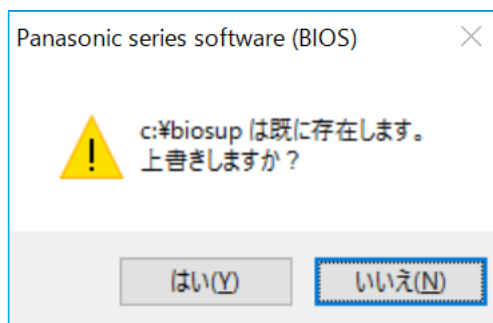 Panasonic series software (BIOS)
c:¥biosup は既に存在します。
上書きしますか？
はい(Y)
いいえ(N)